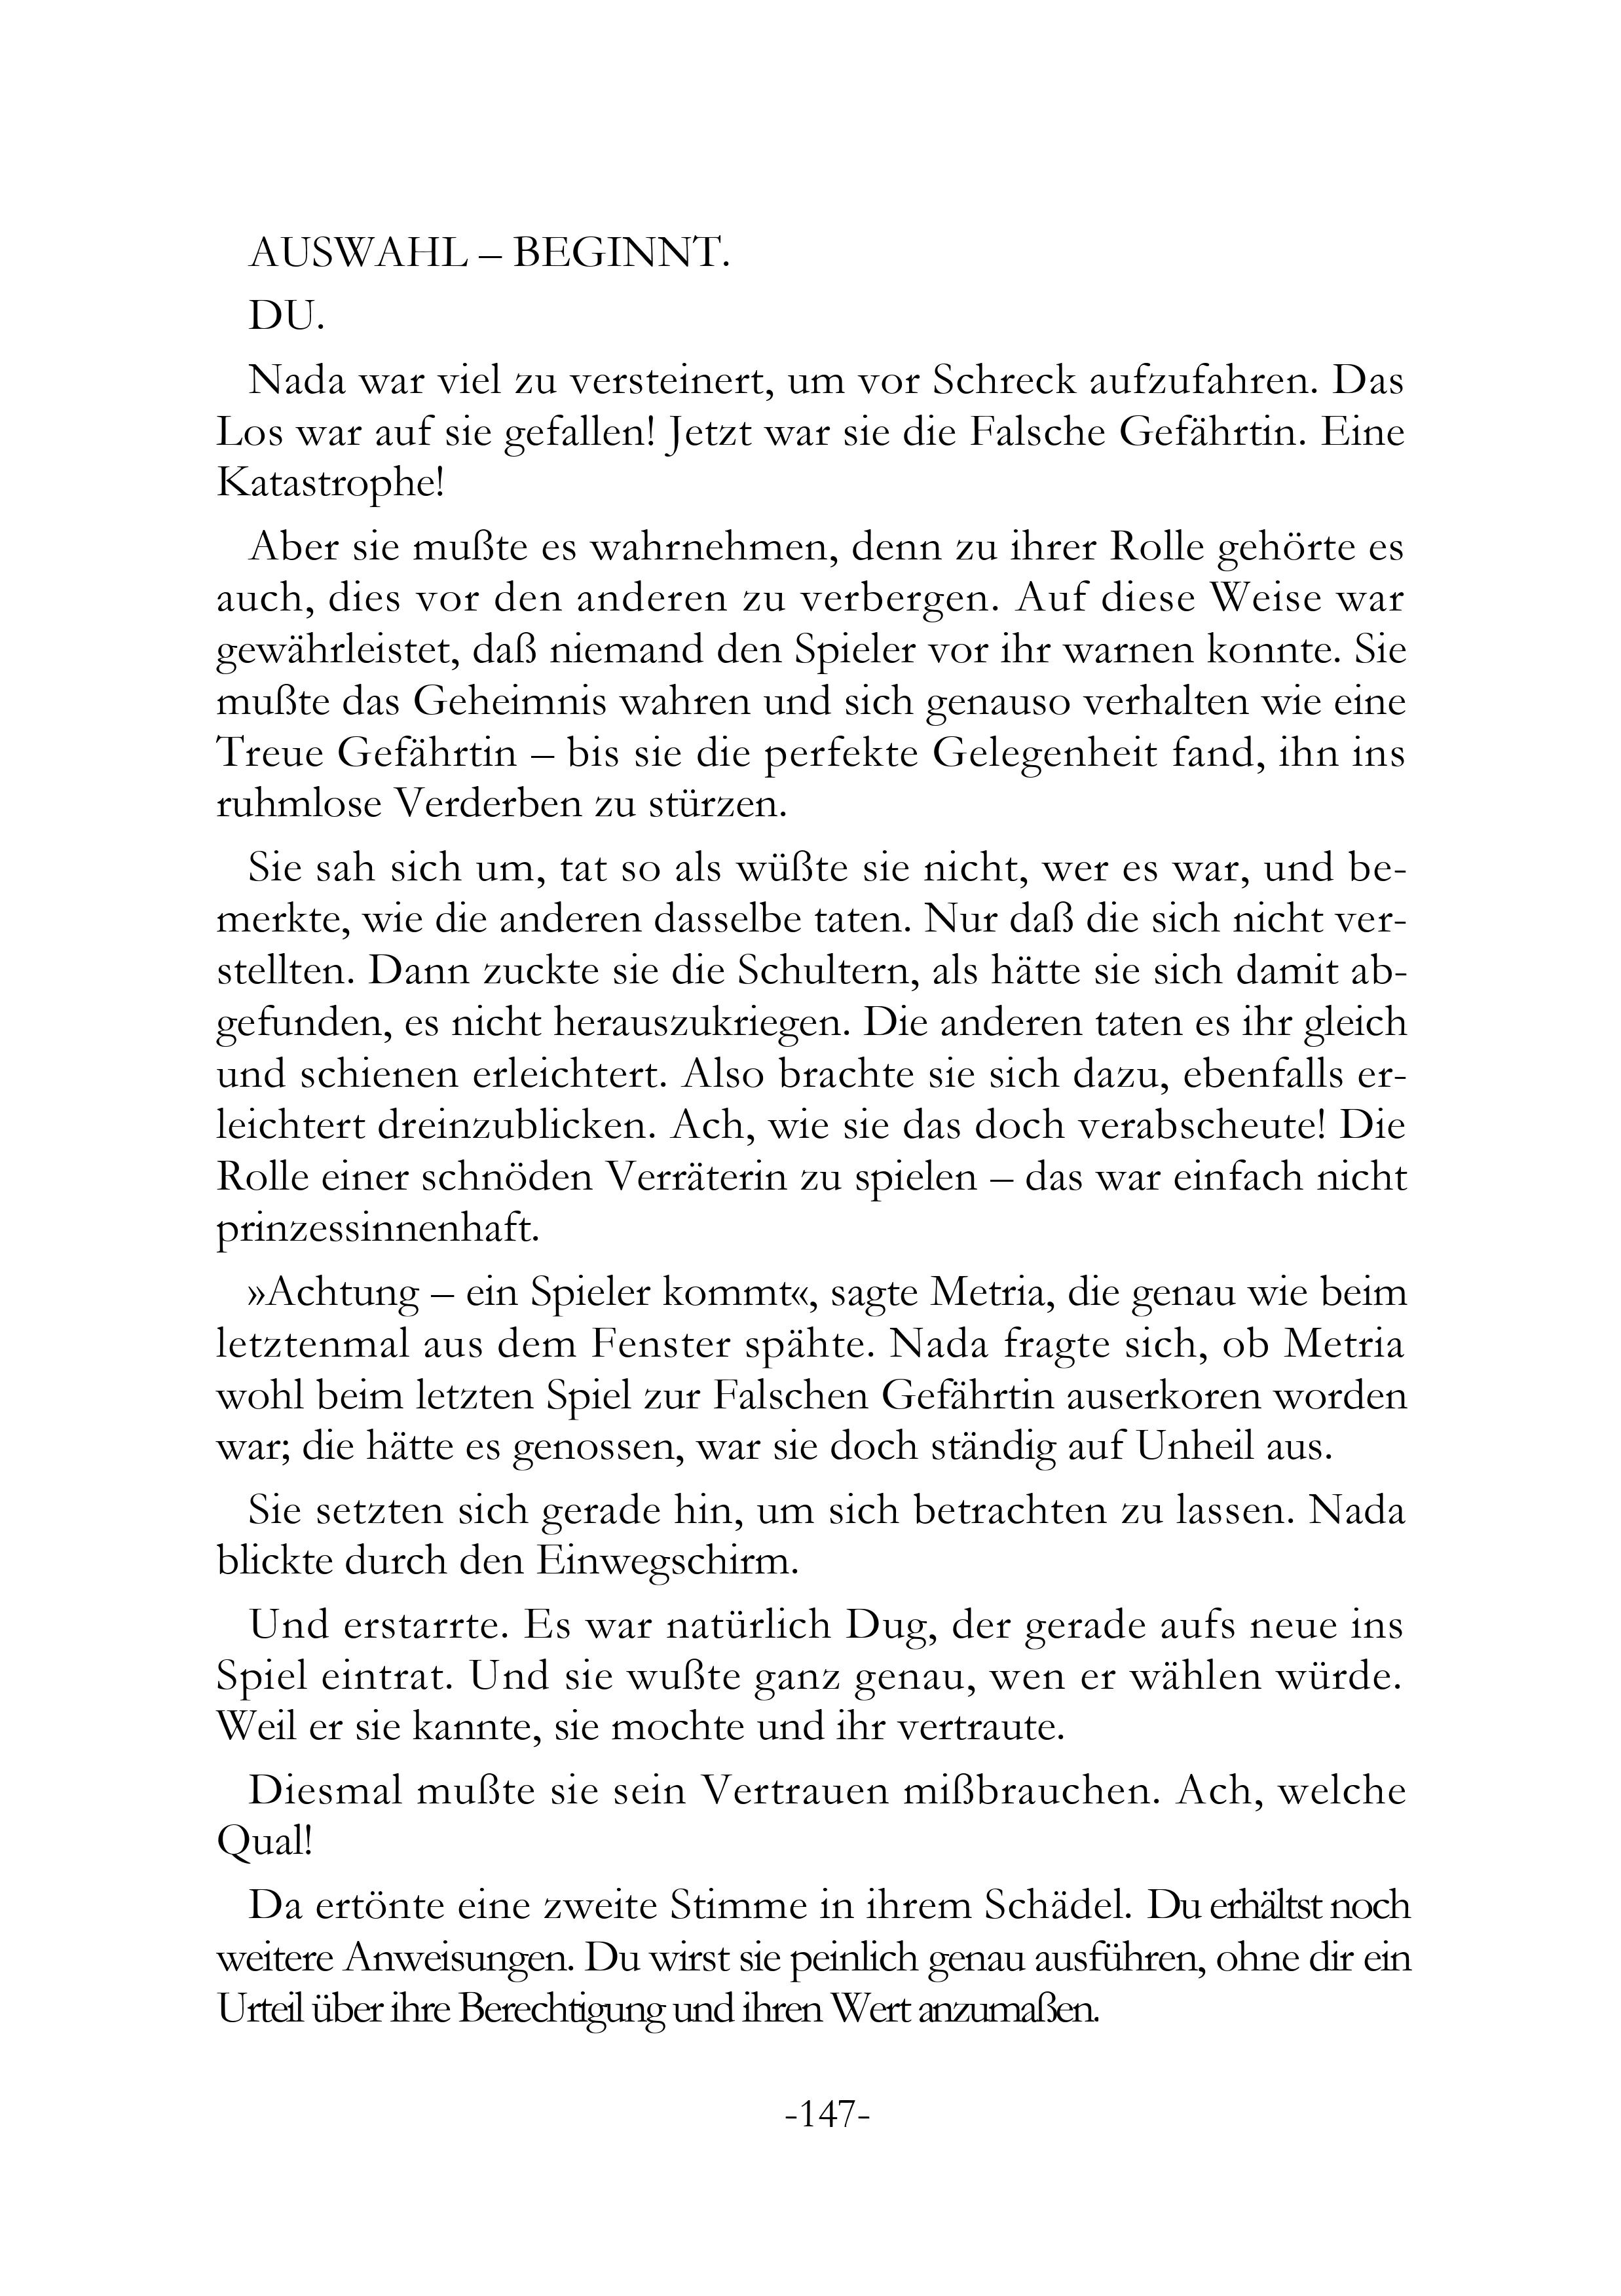 AUSWAHL – BEGINNT.
DU.
Nada war viel zu versteinert, um vor Schreck aufzufahren. Das
Los war auf sie gefallen! Jetzt war sie die Falsche Gefährtin. Eine
Katastrophe!
Aber sie mußte es wahrnehmen, denn zu ihrer Rolle gehörte es
auch, dies vor den anderen zu verbergen. Auf diese Weise war
gewährleistet, daß niemand den Spieler vor ihr warnen konnte. Sie
mußte das Geheimnis wahren und sich genauso verhalten wie eine
Treue Gefährtin – bis sie die perfekte Gelegenheit fand, ihn ins
ruhmlose Verderben zu stürzen.
Sie sah sich um, tat so als wüßte sie nicht, wer es war, und be-
merkte, wie die anderen dasselbe taten. Nur daß die sich nicht ver-
stellten. Dann zuckte sie die Schultern, als hätte sie sich damit ab-
gefunden, es nicht herauszukriegen. Die anderen taten es ihr gleich
und schienen erleichtert. Also brachte sie sich dazu, ebenfalls er-
leichtert dreinzublicken. Ach, wie sie das doch verabscheute! Die
Rolle einer schnöden Verräterin zu spielen – das war einfach nicht
prinzessinnenhaft.
»Achtung – ein Spieler kommt«, sagte Metria, die genau wie beim
letztenmal aus dem Fenster spähte. Nada fragte sich, ob Metria
wohl beim letzten Spiel zur Falschen Gefährtin auserkoren worden
war; die hätte es genossen, war sie doch ständig auf Unheil aus.
Sie setzten sich gerade hin, um sich betrachten zu lassen. Nada
blickte durch den Einwegschirm.
Und erstarrte. Es war natürlich Dug, der gerade aufs neue ins
Spiel eintrat. Und sie wußte ganz genau, wen er wählen würde.
Weil er sie kannte, sie mochte und ihr vertraute.
Diesmal mußte sie sein Vertrauen mißbrauchen. Ach, welche
Qual!
Da ertönte eine zweite Stimme in ihrem Schädel. Du erhältst noch
weitere Anweisungen. Du wirst sie peinlich genau ausführen, ohne dir ein
Urteil über ihre Berechtigung und ihren Wert anzumaßen.
-147-